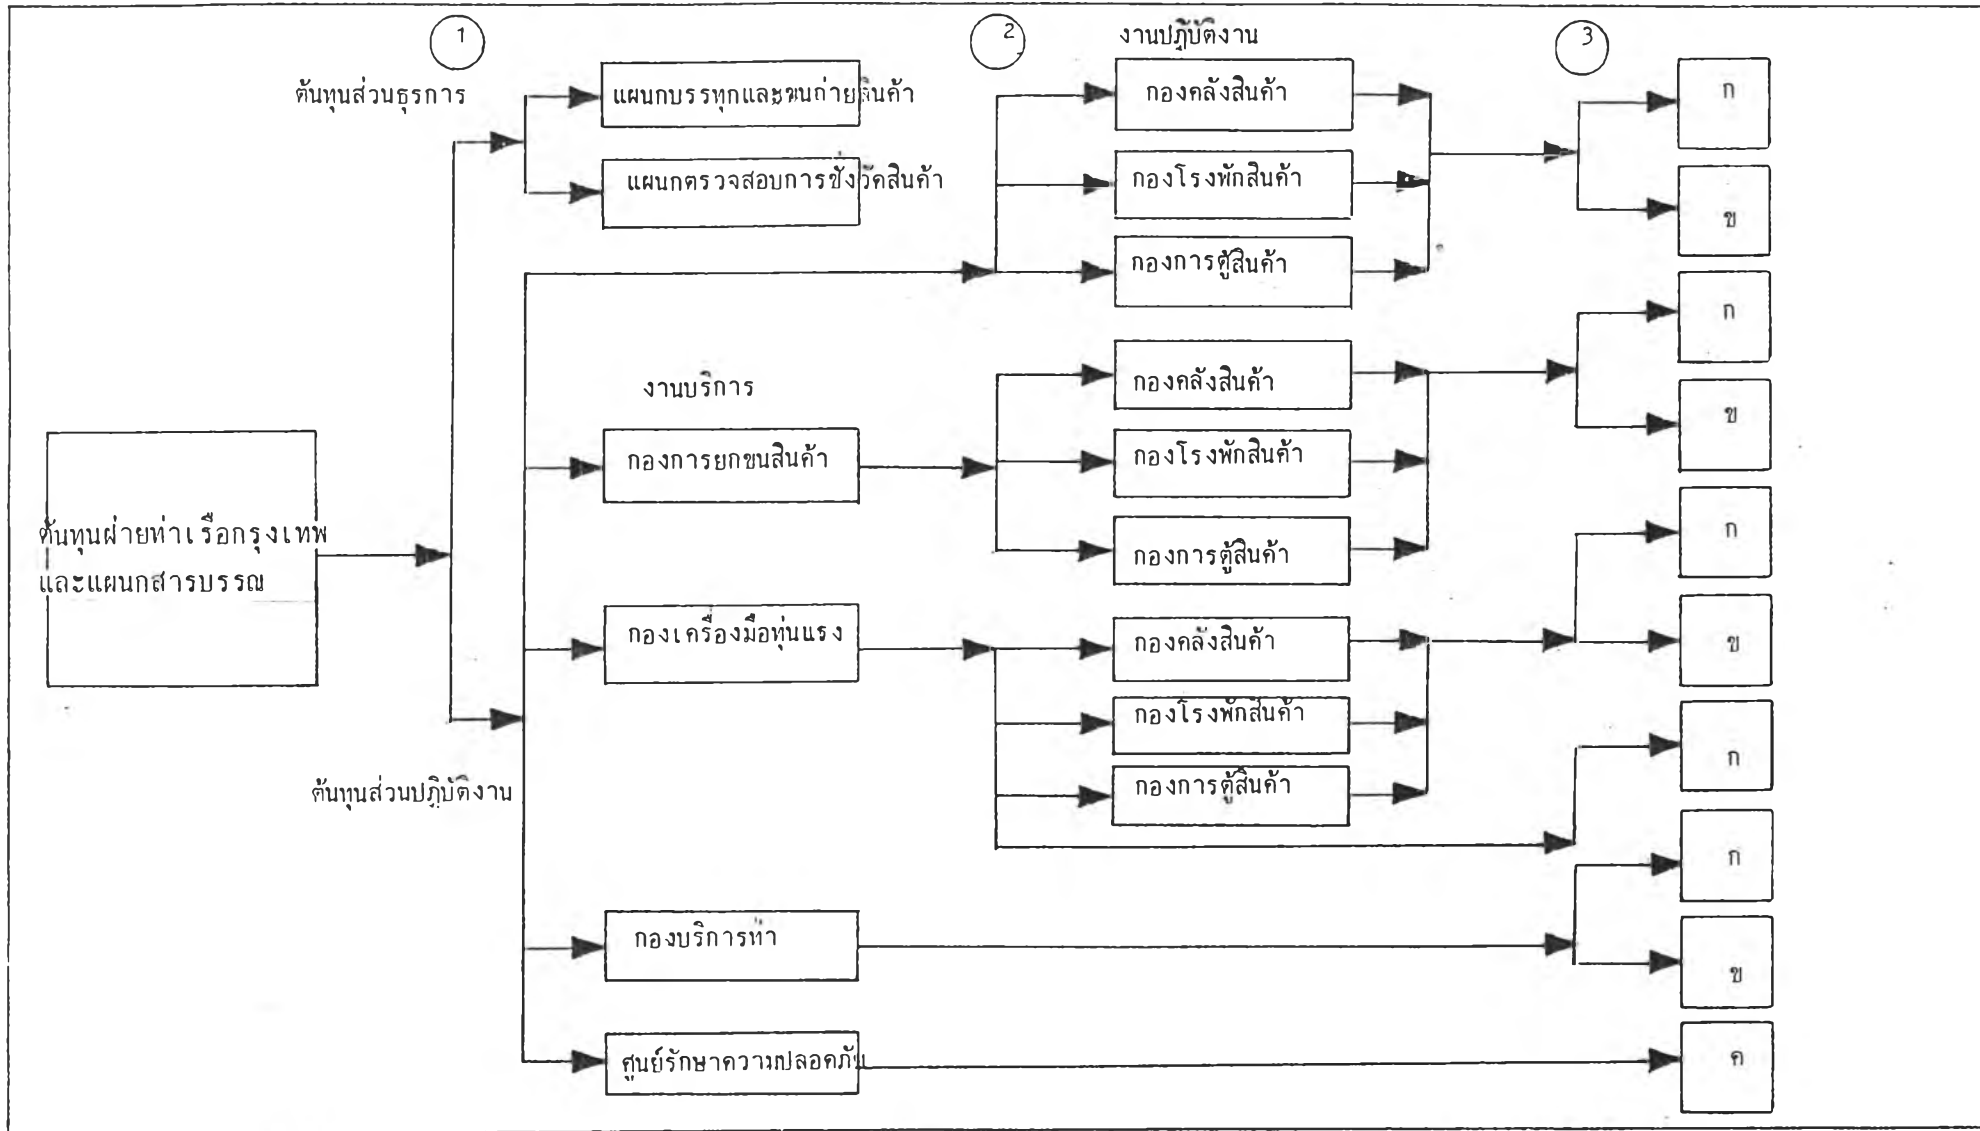 1
2
3
งานปฏิบัติงาน
ต้นทุนส่วนธุรการ
แผนกบรรทุกและขนถ่ายสินค้า
แผนกตรวจสอบการชั่งวัดสินค้า
กองคลังสินค้า
กองโรงพักสินค้า
กองการตู้สินค้า
ก
ข
งานบริการ
กองการยกขนสินค้า
กองคลังสินค้า
กองโรงพักสินค้า
กองการตู้สินค้า
ก
ข
ต้นทุนฝ่ายท่าเรือกรุงเทพ
และแผนกสารบรรณ
กองเครื่องมือทุ่นแรง
กองคลังสินค้า
กองโรงพักสินค้า
กองการตู้สินค้า
ก
ข
ก
ต้นทุนส่วนปฏิบัติงาน
กองบริการท่า
ก
ข
ศูนย์รักษาความปลอดภัย
ค